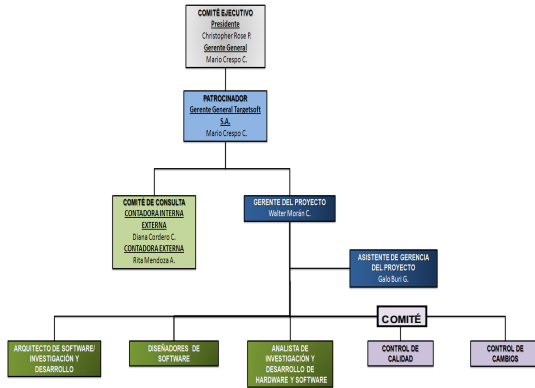 COMITÉ EJECUTIVO
Presidente
Christopher Rose P.
Gerente General
Mario Crespo C.
PATROCINADOR
Gerente General Targetsoft
S.A.
Mario Crespo C.
COMITÉ DE CONSULTA
CONTADORA INTERNA
EXTERNA
Diana Cordero C.
CONTADORA EXTERNA
Rita Mendoza A.
GERENTE DEL PROYECTO
Walter Morán C.
ASISTENTE DE GERENCIA
DEL PROYECTO
Galo Buri G.
COMITÉ
ARQUITECTO DE SOFTWARE/
INVESTIGACIÓN Y
DESARROLLO
DISEÑADORES DE
SOFTWARE
ANALISTA DE
INVESTIGACIÓN Y
DESARROLLO DE
HARDWARE Y SOFTWARE
CONTROL DE
CALIDAD
CONTROL DE
CAMBIOS